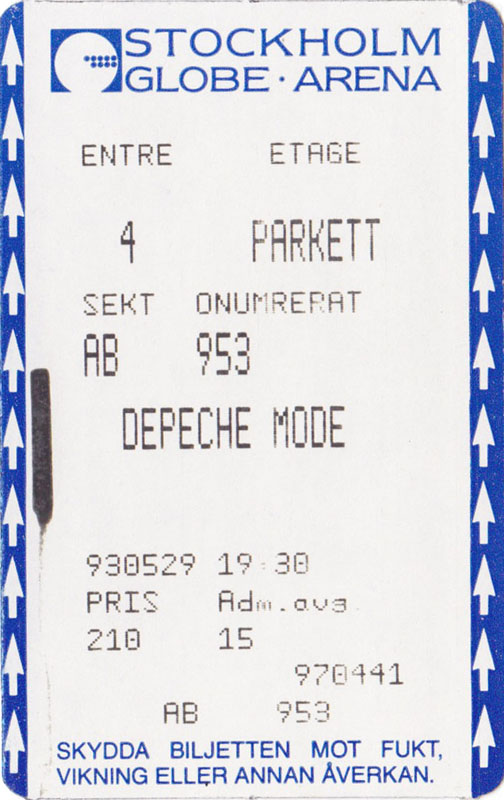 STOCKHOLM
GLOBE·ARENA
ENTRE ETAGE
4 PARKETT
SEKT ONUMRERAT
AB 953
DEPECHE MODE
930529 19:30
PRIS Adm.avg.
210 15
970441
AB 953
SKYDDA BILJETTEN MOT FUKT,
VIKNING ELLER ANNAN ÅVERKAN.